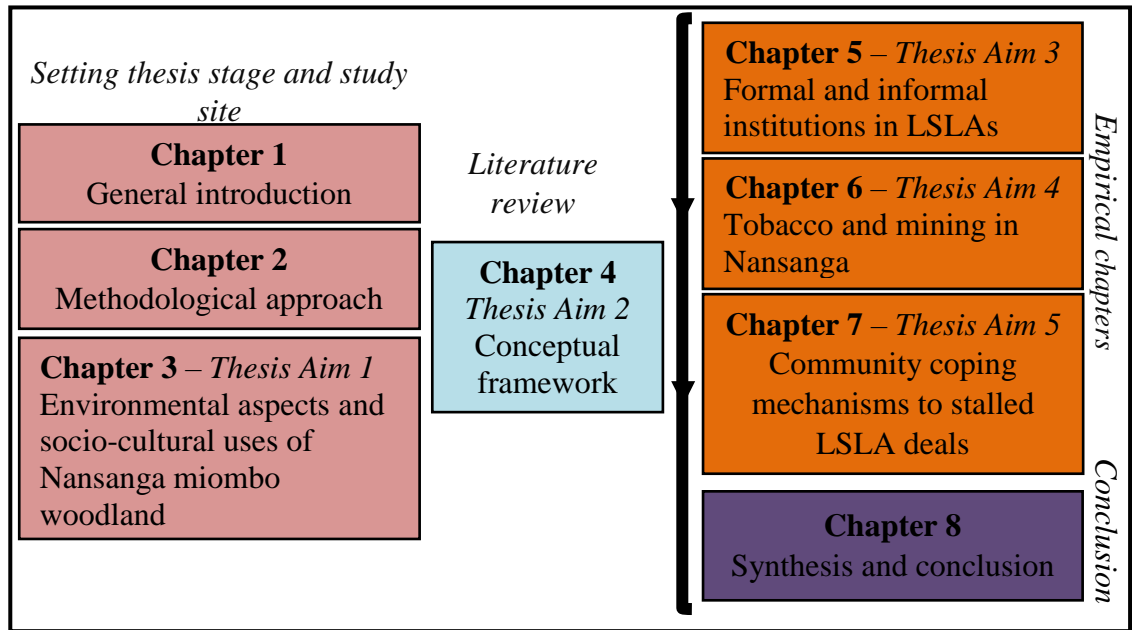 Setting thesis stage and study
site
Chapter 1
General introduction
Chapter 2
Methodological approach
Chapter 3 – Thesis Aim 1
Environmental aspects and
socio-cultural uses of
Nansanga miombo
woodland
Literature
review
Chapter 4
Thesis Aim 2
Conceptual
framework
Chapter 5 – Thesis Aim 3
Formal and informal
institutions in LSLAs
Chapter 6 – Thesis Aim 4
Tobacco and mining in
Nansanga
Chapter 7 – Thesis Aim 5
Community coping
mechanisms to stalled
LSLA deals
Empirical chapters
Chapter 8
Synthesis and conclusion
Conclusion